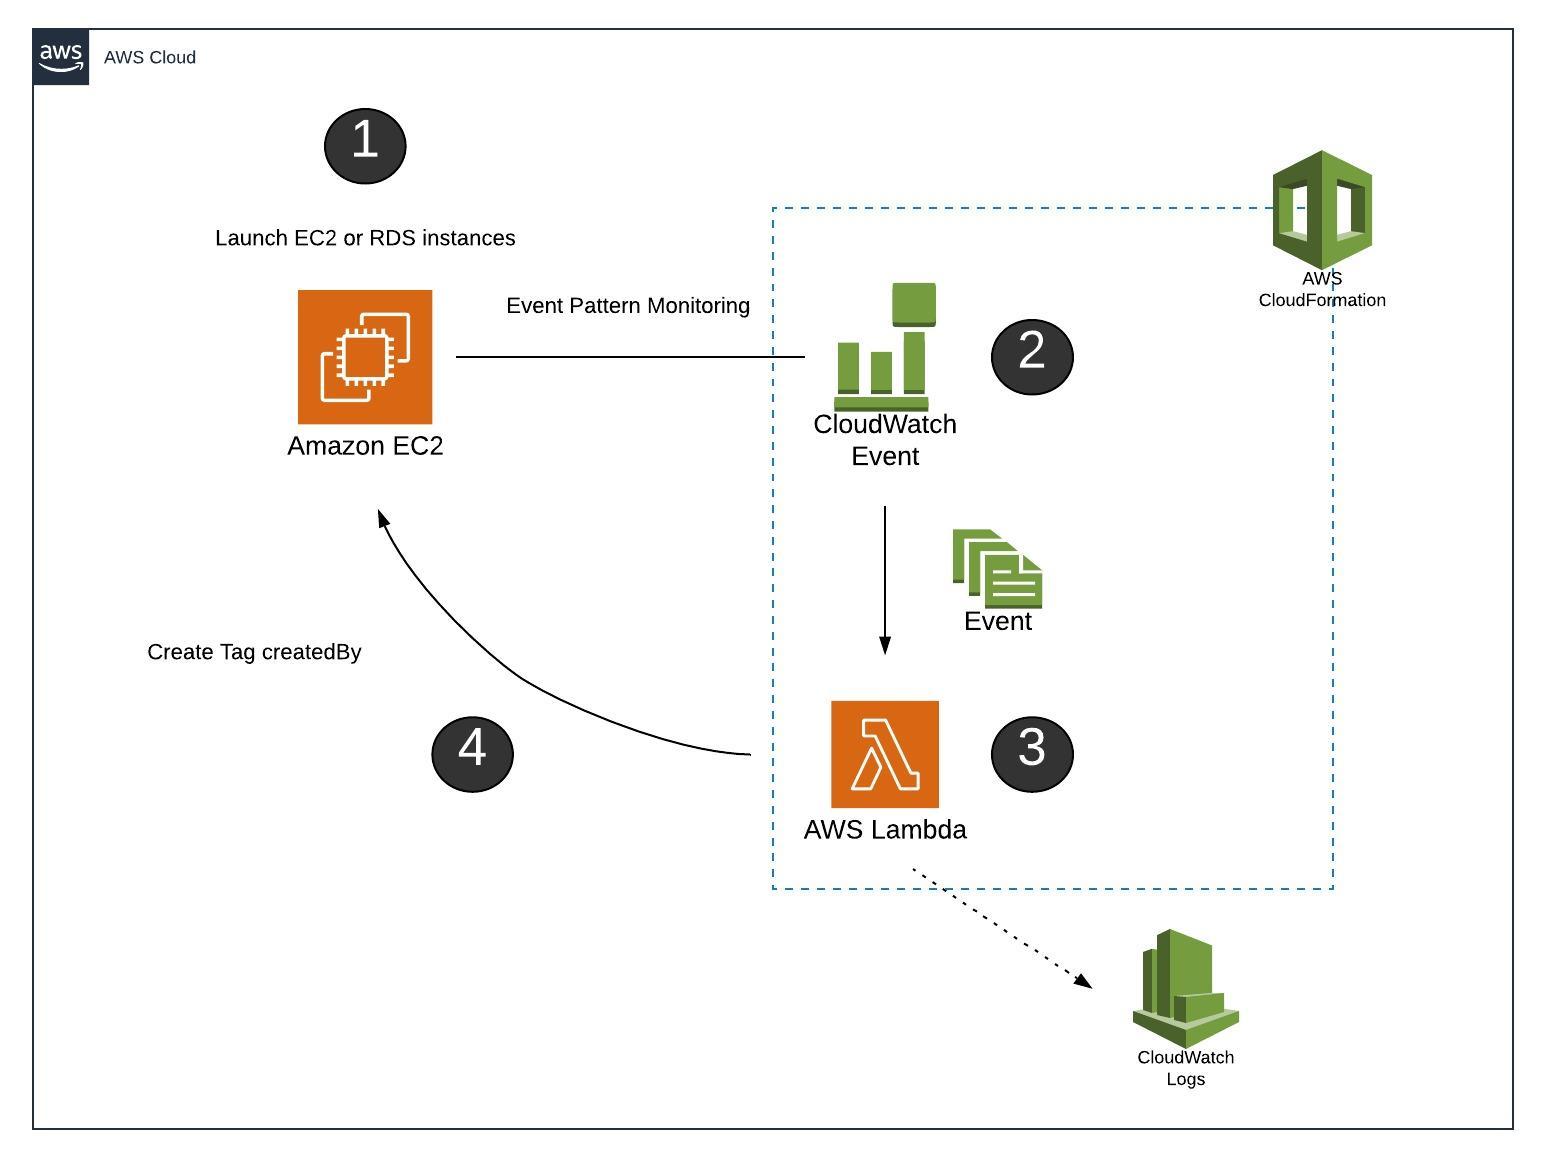 aws
AWS Cloud
1
Launch EC2 or RDS instances
Event Pattern Monitoring
Amazon EC2
AWS
CloudFormation
2
CloudWatch
Event
Event
Create Tag createdBy
4
3
AWS Lambda
CloudWatch
Logs